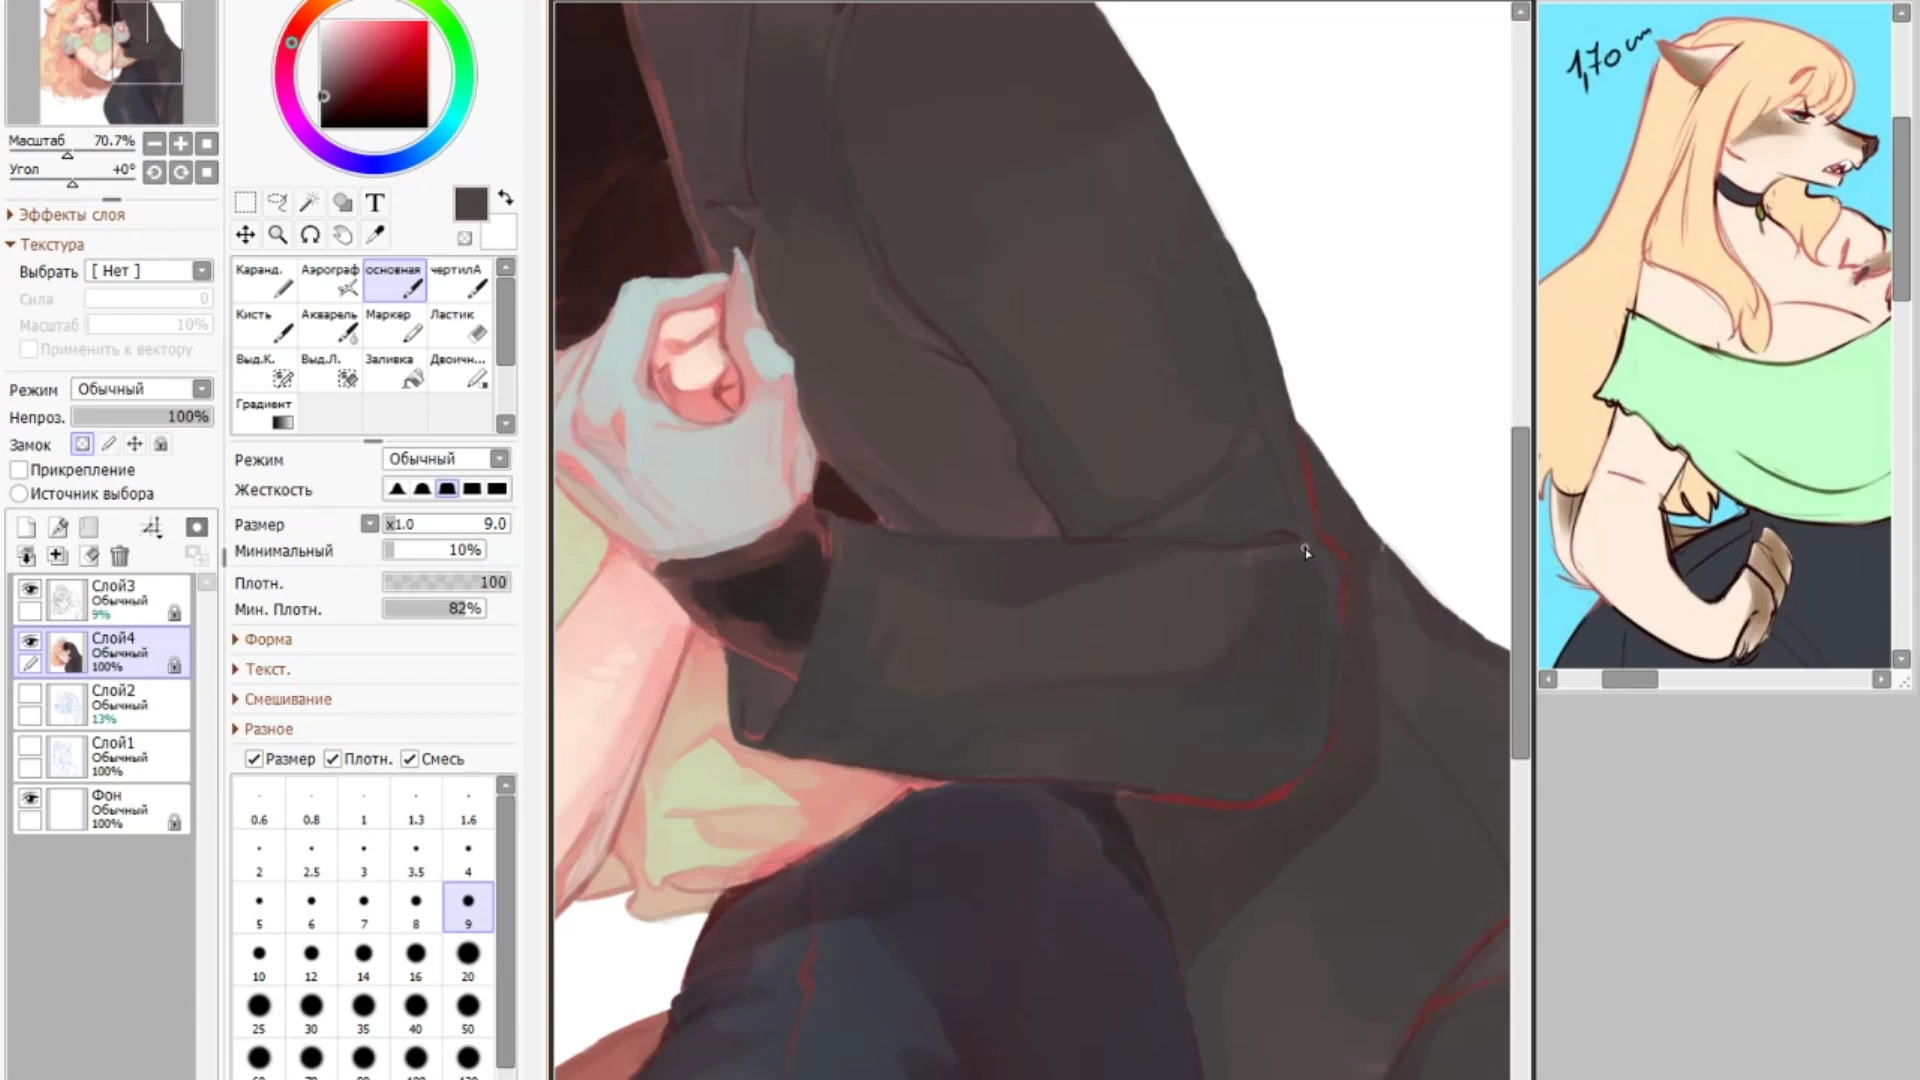 Масштаб 70.7%
Угол +0°
Эффекты слоя
Текстура
Выбрать [ Нет ]
Сила 0
Масштаб 10%
Применить к вектору
Режим Обычный
Непроз. 100%
Замок
Прикрепление
Источник выбора
Слой3
Обычный
9%
Слой4
Обычный
100%
Слой2
Обычный
13%
Слой1
Обычный
100%
Фон
Обычный
100%
T
Каранд. Аэрограф основная чертилА
Кисть Акварель Маркер Ластик
Выд.К. Выд.Л. Заливка Двоичн...
Градиент
Режим Обычный
Жесткость
Размер x1.0 9.0
Минимальный 10%
Плотн. 100
Мин. Плотн. 82%
Форма
Текст.
Смешивание
Разное
Размер Плотн. Смесь
0.6 0.8 1 1.3 1.6
2 2.5 3 3.5 4
5 6 7 8 9
10 12 14 16 20
25 30 35 40 50
1,70 cm